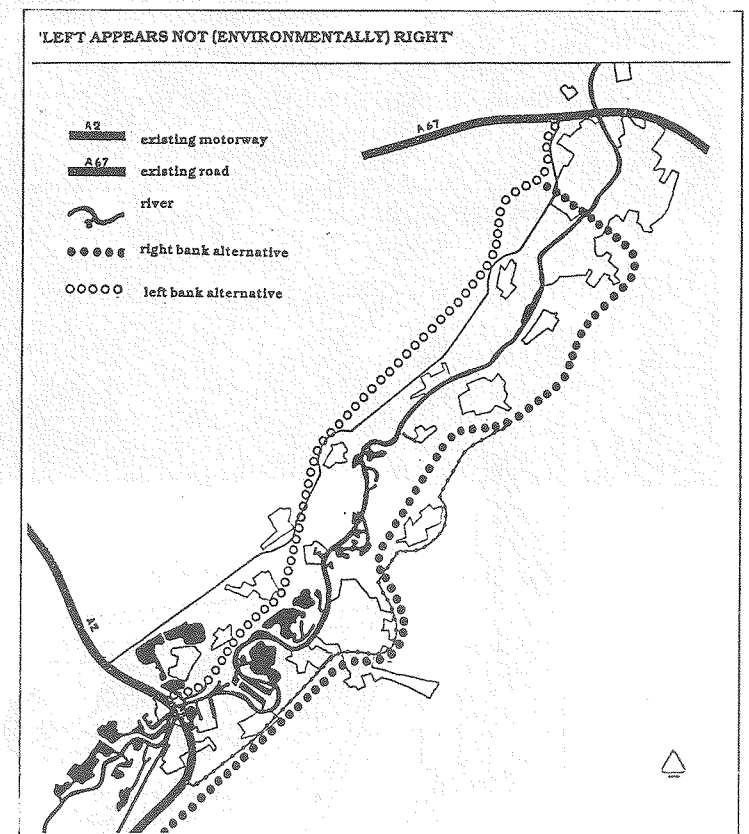 'LEFT APPEARS NOT (ENVIRONMENTALLY) RIGHT'
A67
A2
existing motorway
A67
existing road
river
right bank alternative
left bank alternative
A2